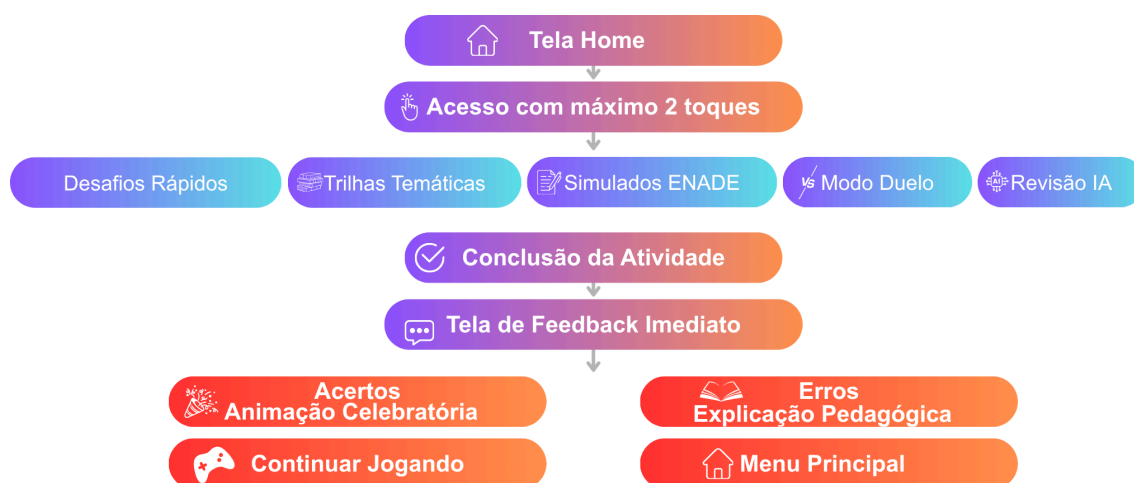 Tela Home
Acesso com máximo 2 toques
Desafios Rápidos
Trilhas Temáticas
Simulados ENADE
VS Modo Duelo
AI Revisão IA
Conclusão da Atividade
Tela de Feedback Imediato
Acertos
Animação Celebratória
Erros
Explicação Pedagógica
Continuar Jogando
Menu Principal